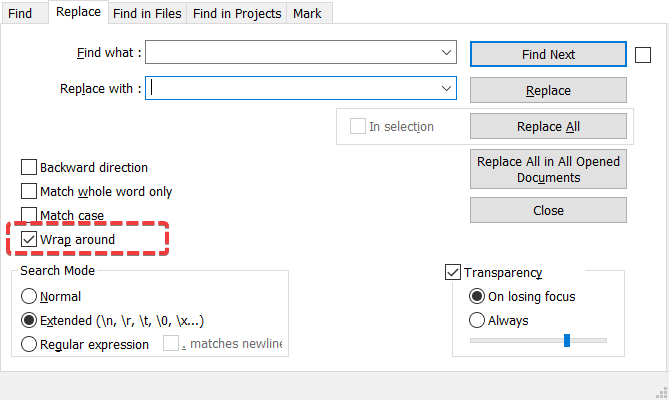 Find Replace Find in Files Find in Projects Mark
Find what :
Find Next
Replace with :
Replace
In selection
Replace All
Backward direction
Replace All in All Opened
Documents
Match whole word only
Match case
Close
Wrap around
Search Mode
Normal
Extended (\n, \r, \t, \0, \x...)
Regular expression
. matches newline
Transparency
On losing focus
Always